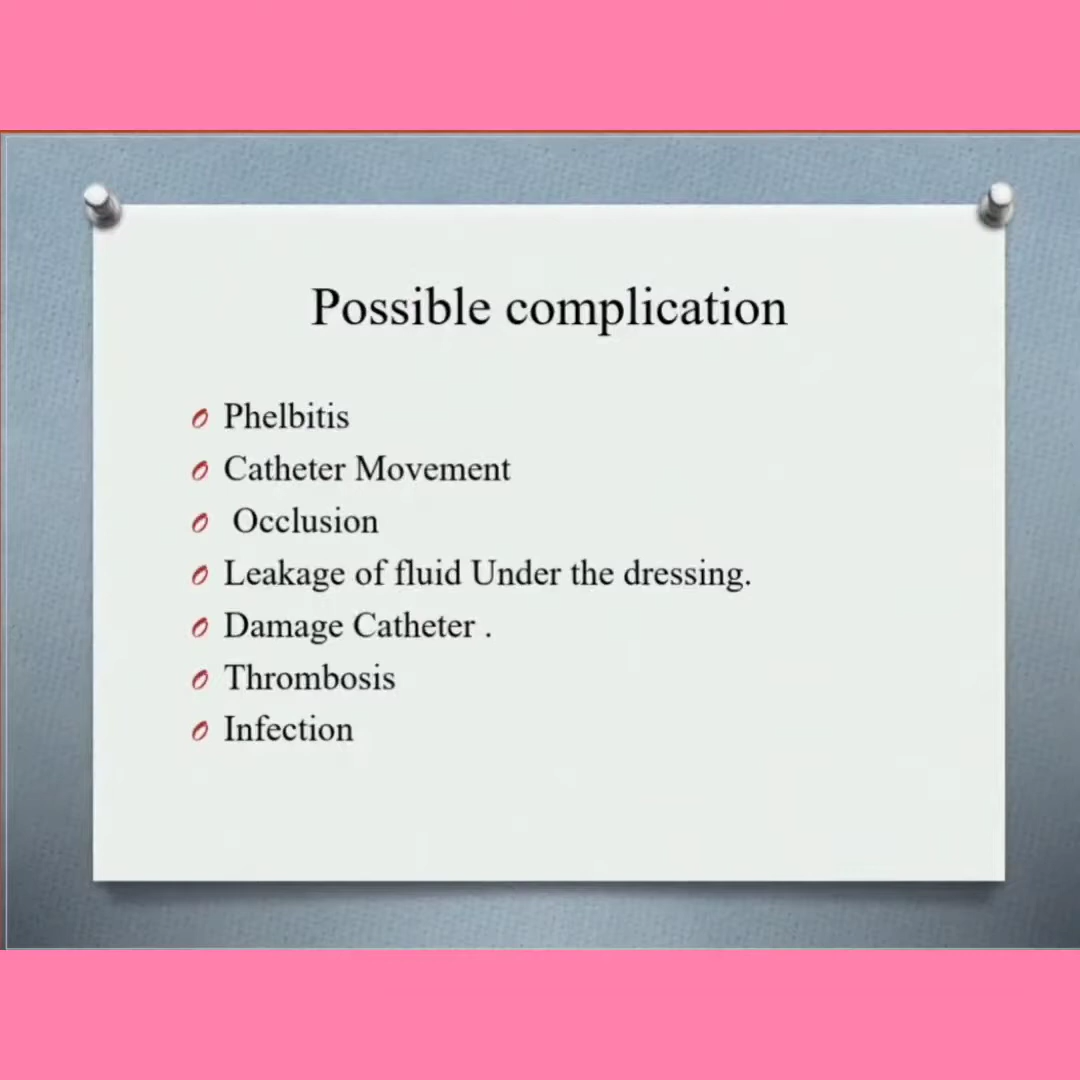 Possible complication
Phelbitis
Catheter Movement
Occlusion
Leakage of fluid Under the dressing.
Damage Catheter .
Thrombosis
Infection